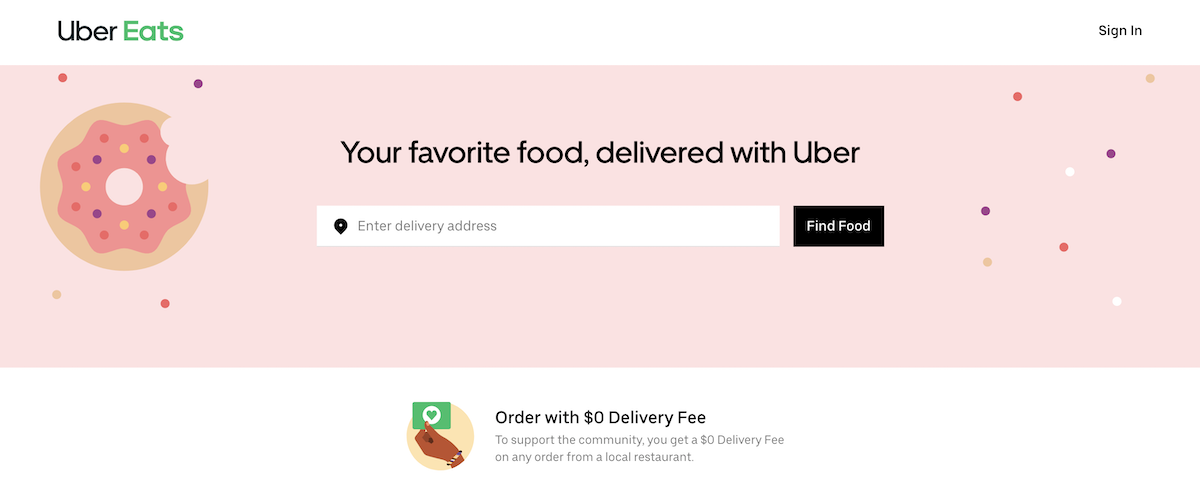 Uber Eats
Sign In
Your favorite food, delivered with Uber
Enter delivery address
Find Food
Order with $0 Delivery Fee
To support the community, you get a $0 Delivery Fee
on any order from a local restaurant.